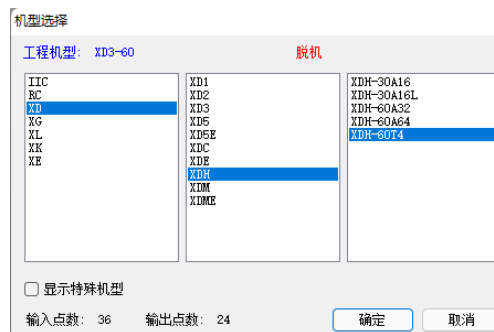 机型选择
工程机型: XD3-60 脱机
IIC
RC
XD
XG
XL
XK
XE
XD1
XD2
XD3
XD5
XD5E
XDC
XDE
XDH
XDM
XDME
XDH-30A16
XDH-30A16L
XDH-60A32
XDH-60A64
XDH-60T4
显示特殊机型
输入点数: 36 输出点数: 24 确定 取消